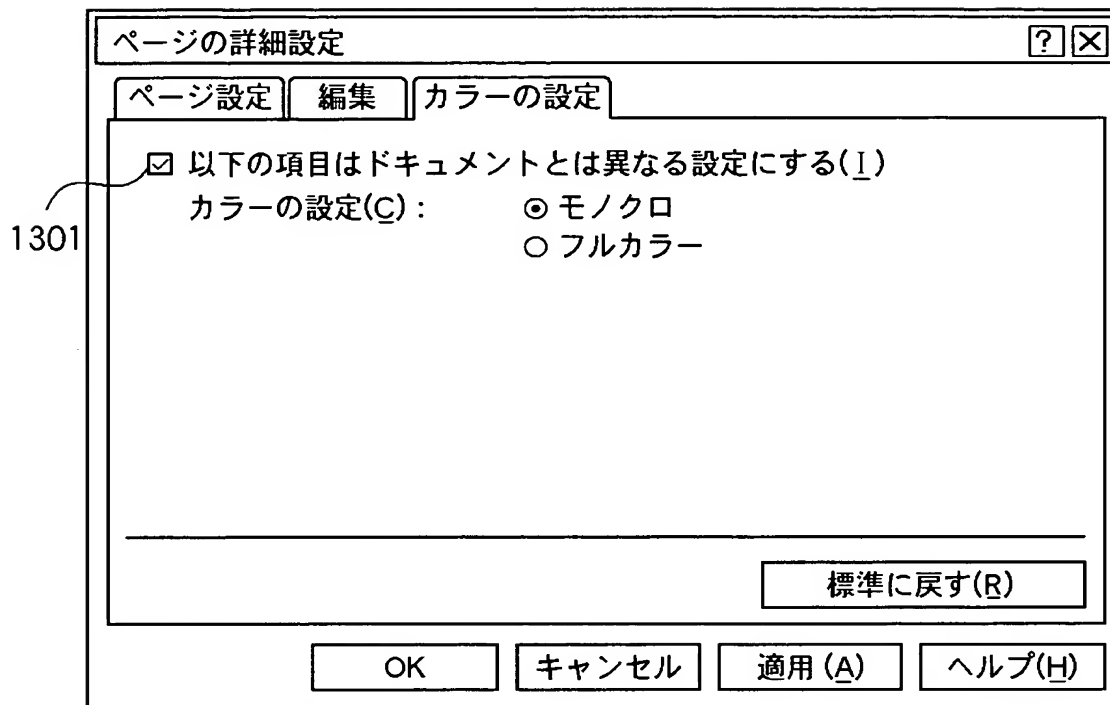 ページの詳細設定 ? X
ページ設定 編集 カラーの設定
以下の項目はドキュメントとは異なる設定にする(I)
カラーの設定(C): モノクロ
フルカラー
1301
標準に戻す(R)
OK キャンセル 適用(A) ヘルプ(H)